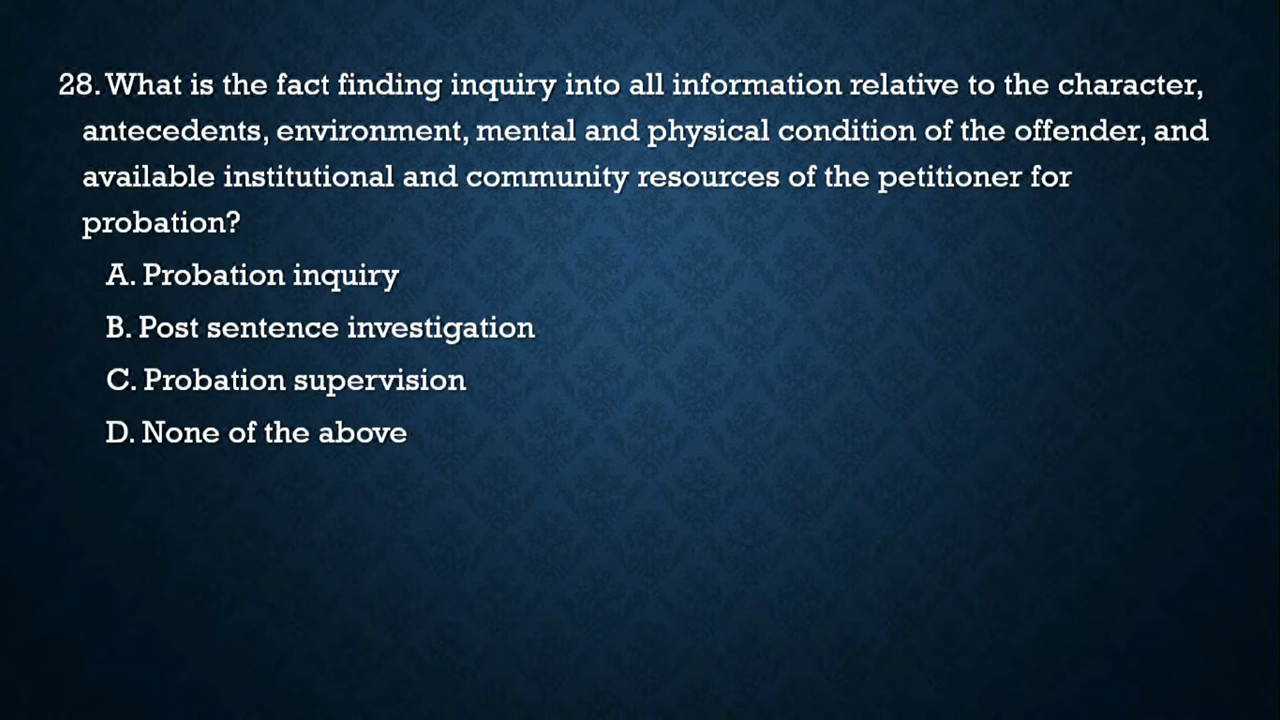 28. What is the fact finding inquiry into all information relative to the character,
antecedents, environment, mental and physical condition of the offender, and
available institutional and community resources of the petitioner for
probation?
A. Probation inquiry
B. Post sentence investigation
C. Probation supervision
D. None of the above